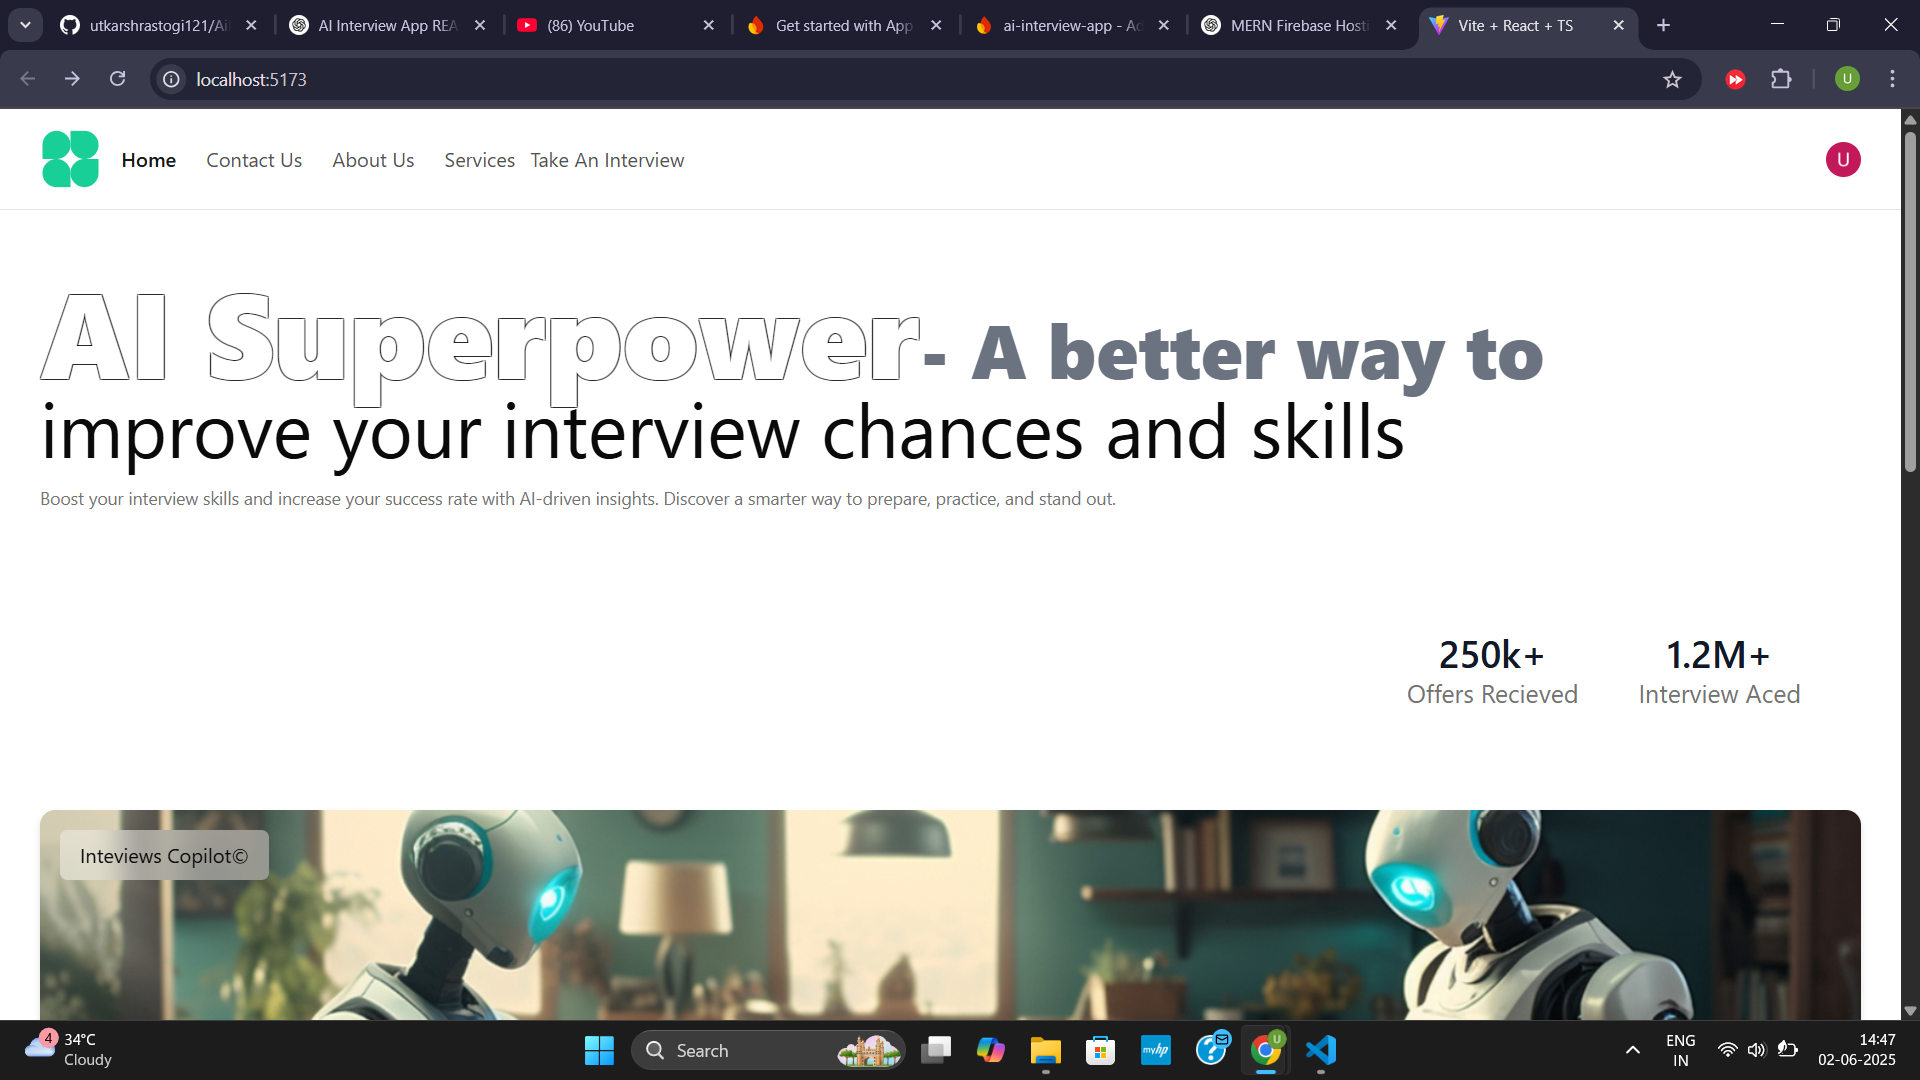 utkarshrastogi121/Ai
AI Interview App REA
(86) YouTube
Get started with App
ai-interview-app - Ad
MERN Firebase Hosti
Vite + React + TS
localhost:5173
U
Home Contact Us About Us Services Take An Interview
U
AI Superpower- A better way to
improve your interview chances and skills
Boost your interview skills and increase your success rate with AI-driven insights. Discover a smarter way to prepare, practice, and stand out.
250k+
Offers Recieved
1.2M+
Interview Aced
Inteviews Copilot©
4
34°C
Cloudy
Search
myhp
U
ENG
IN
14:47
02-06-2025